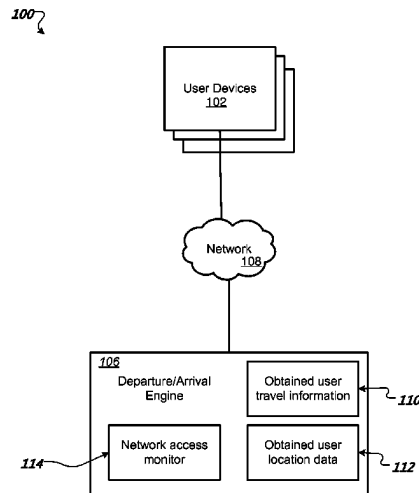 100
User Devices
102
Network
108
106
Departure/Arrival
Engine
Obtained user
travel information
110
114
Network access
monitor
Obtained user
location data
112